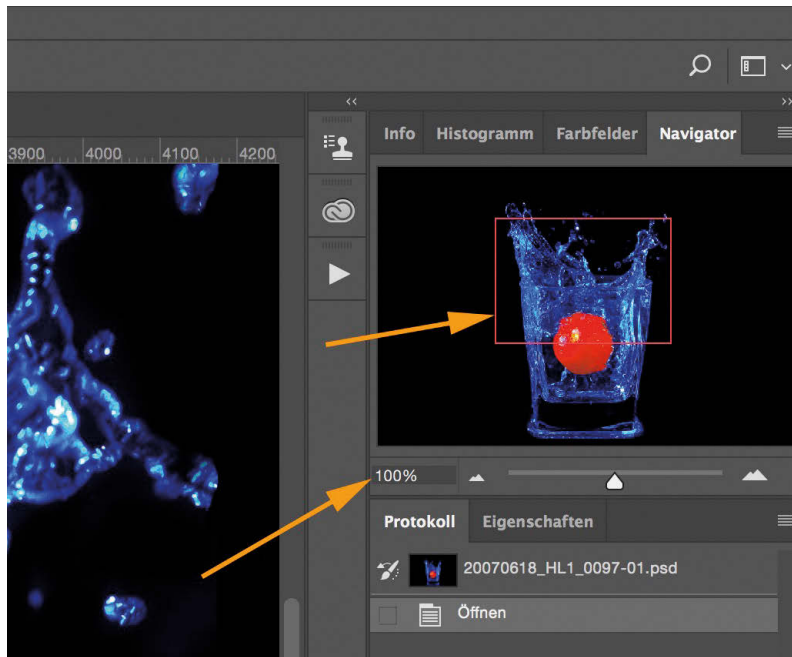 3900 4000 4100 4200
Info Histogramm Farbfelder Navigator
100%
Protokoll Eigenschaften
20070618_HL1_0097-01.psd
Öffnen